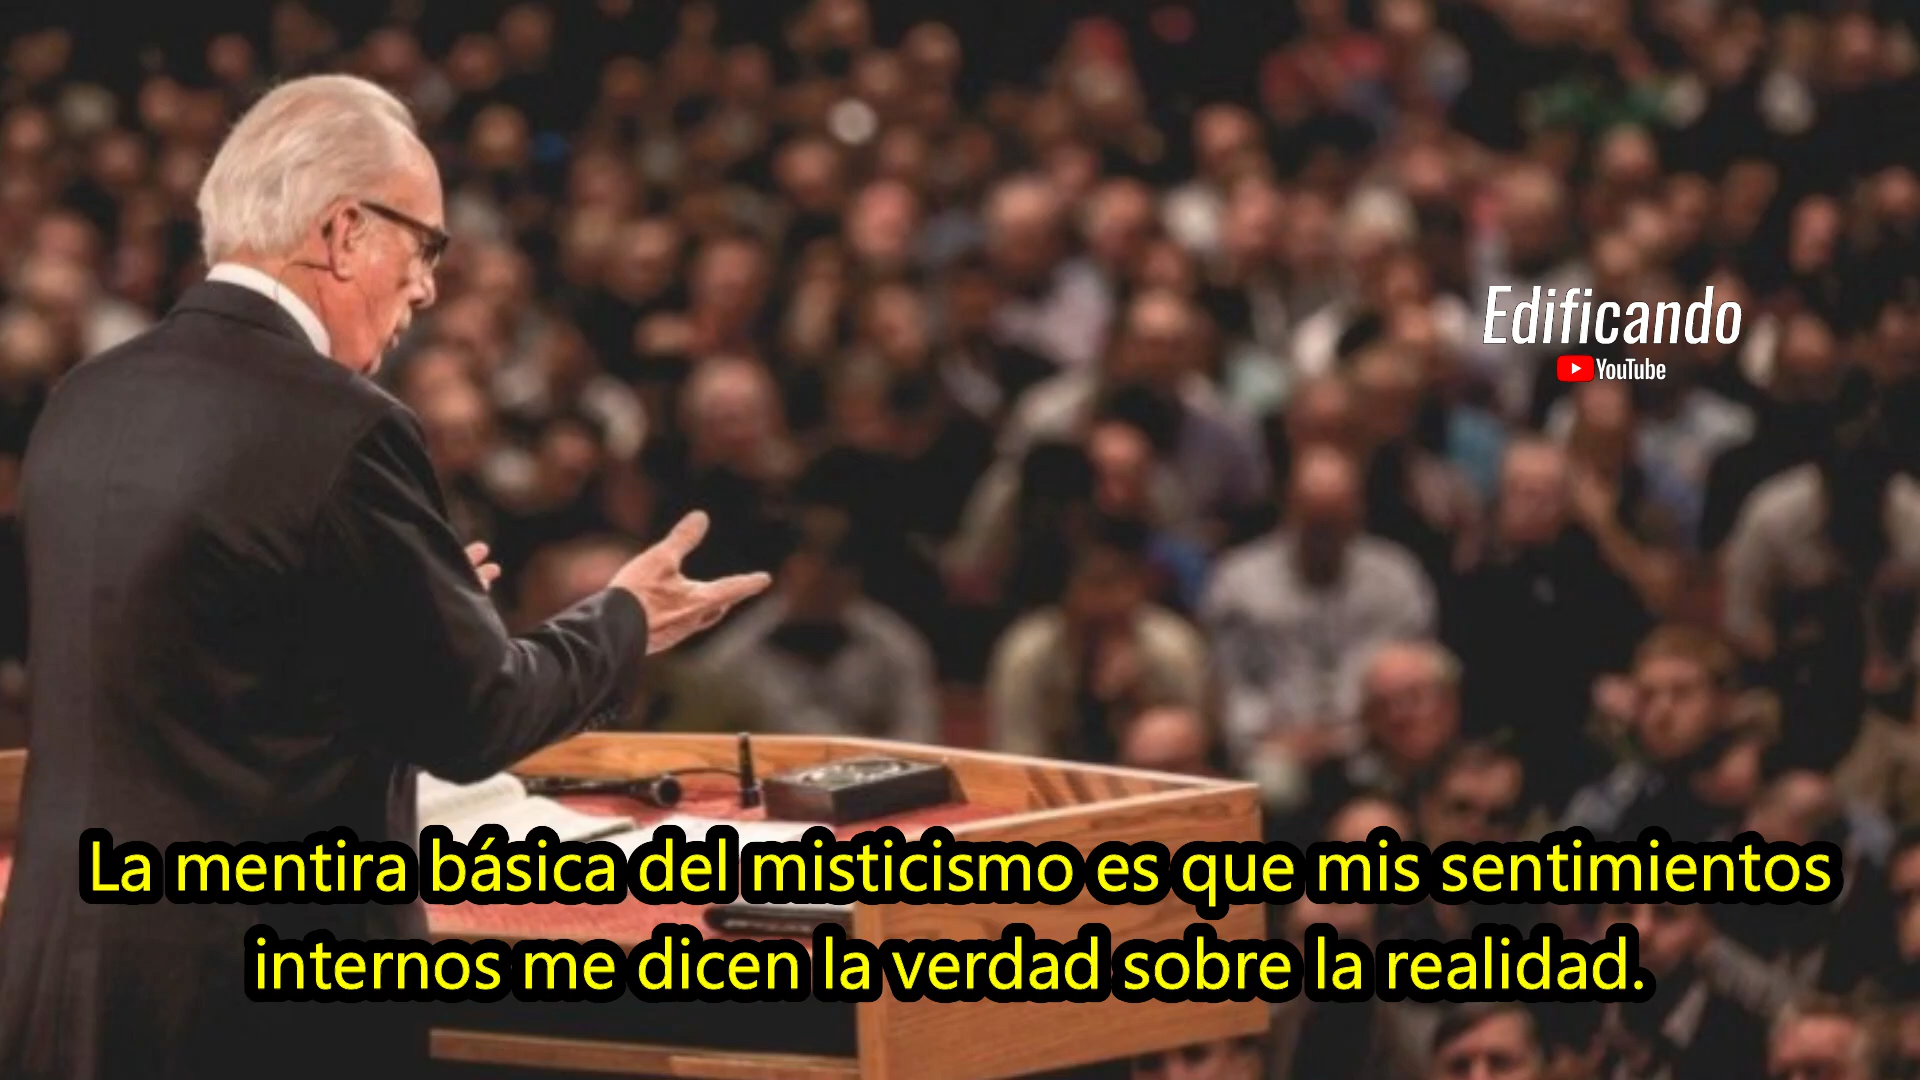 Edificando
YouTube
La mentira básica del misticismo es que mis sentimientos
internos me dicen la verdad sobre la realidad.